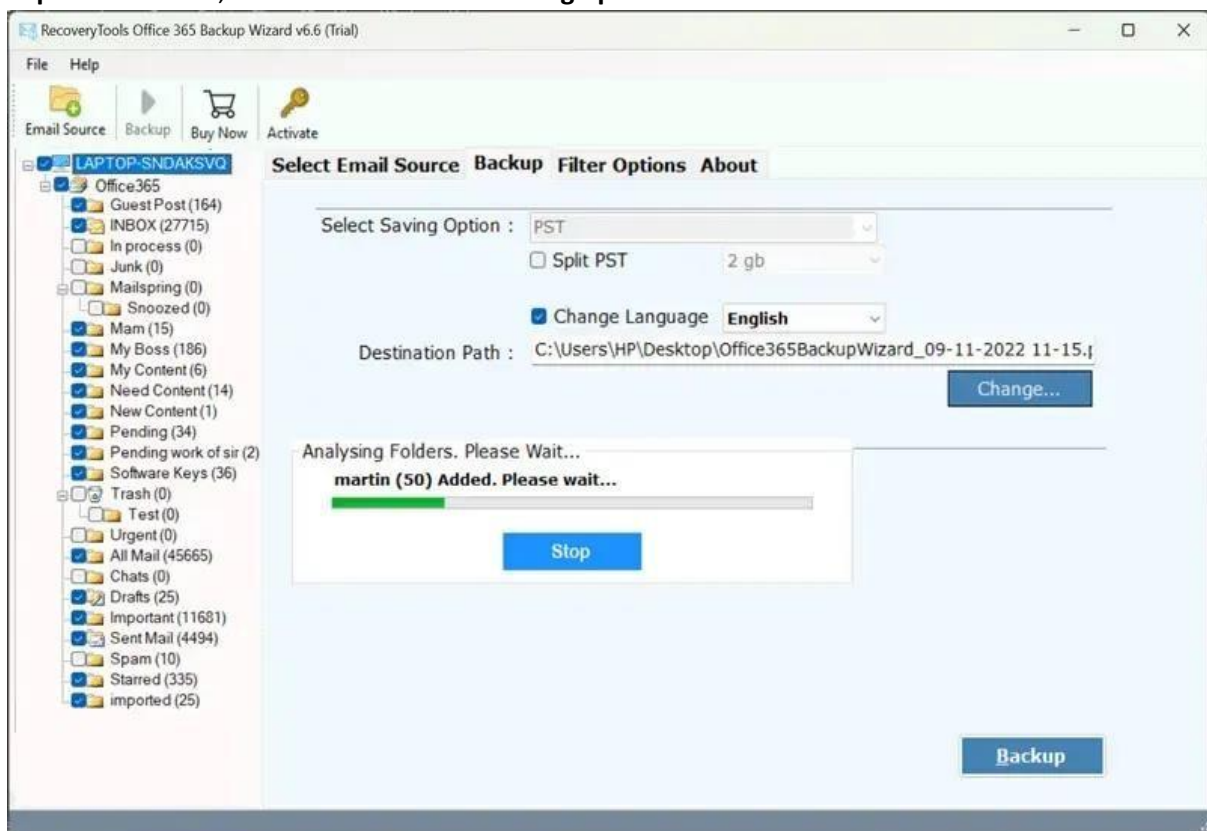 RecoveryTools Office 365 Backup Wizard v6.6 (Trial)
File Help
Email Source Backup Buy Now Activate
LAPTOP-SNDAKSVQ
Office365
Guest Post (164)
INBOX (27715)
In process (0)
Junk (0)
Mailspring (0)
Snoozed (0)
Mam (15)
My Boss (186)
My Content (6)
Need Content (14)
New Content (1)
Pending (34)
Pending work of sir (2)
Software Keys (36)
Trash (0)
Test (0)
Urgent (0)
All Mail (45665)
Chats (0)
Drafts (25)
Important (11681)
Sent Mail (4494)
Spam (10)
Starred (335)
imported (25)
Select Email Source Backup Filter Options About
Select Saving Option : PST
Split PST 2 gb
Change Language English
Destination Path : C:\Users\HP\Desktop\Office365BackupWizard_09-11-2022 11-15.p
Change...
Analysing Folders. Please Wait...
martin (50) Added. Please wait...
Stop
Backup